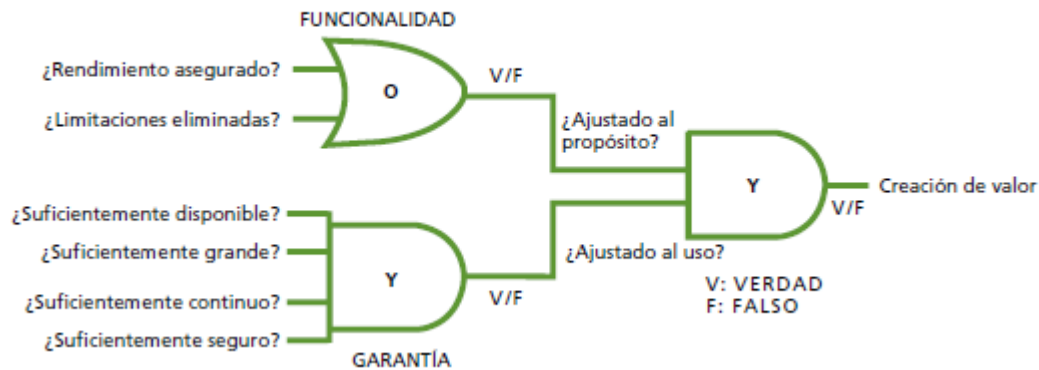 FUNCIONALIDAD
¿Rendimiento asegurado?
O
V/F
¿Limitaciones eliminadas?
¿Ajustado al
propósito?
Y
Creación de valor
V/F
¿Suficientemente disponible?
¿Suficientemente grande?
¿Ajustado al uso?
Y
V/F
¿Suficientemente continuo?
¿Suficientemente seguro?
V: VERDAD
F: FALSO
GARANTÍA